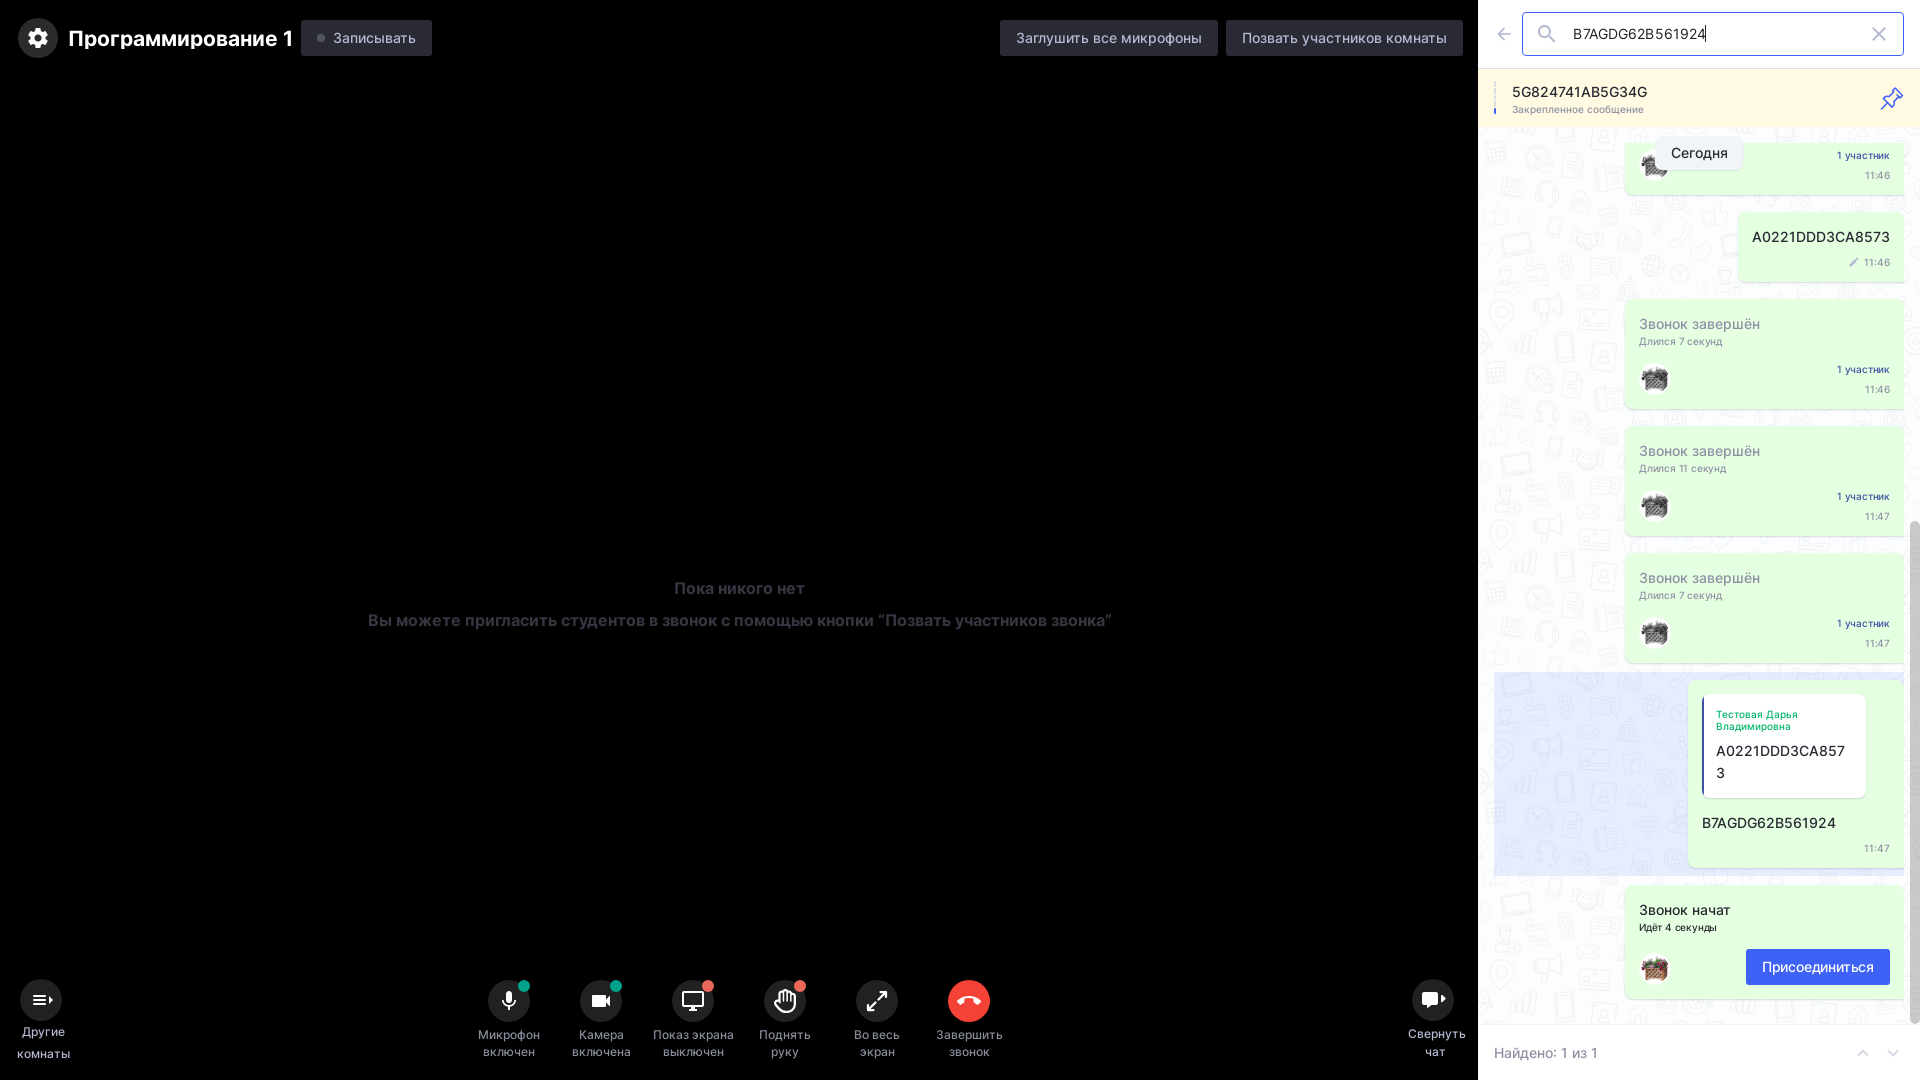 Программирование 1
Записывать
Заглушить все микрофоны
Позвать участников комнаты
B7AGDG62B561924
5G824741AB5G34G
Закрепленное сообщение
Сегодня
1 участник
11:46
A0221DDD3CA8573
11:46
Звонок завершён
Длился 7 секунд
1 участник
11:46
Звонок завершён
Длился 11 секунд
1 участник
11:47
Звонок завершён
Длился 7 секунд
1 участник
11:47
Тестовая Дарья
Владимировна
A0221DDD3CA857
3
B7AGDG62B561924
11:47
Звонок начат
Идёт 4 секунды
Присоединиться
Найдено: 1 из 1
Пока никого нет
Вы можете пригласить студентов в звонок с помощью кнопки “Позвать участников звонка”
Другие
комнаты
Микрофон
включен
Камера
включена
Показ экрана
выключен
Поднять
руку
Во весь
экран
Завершить
звонок
Свернуть
чат